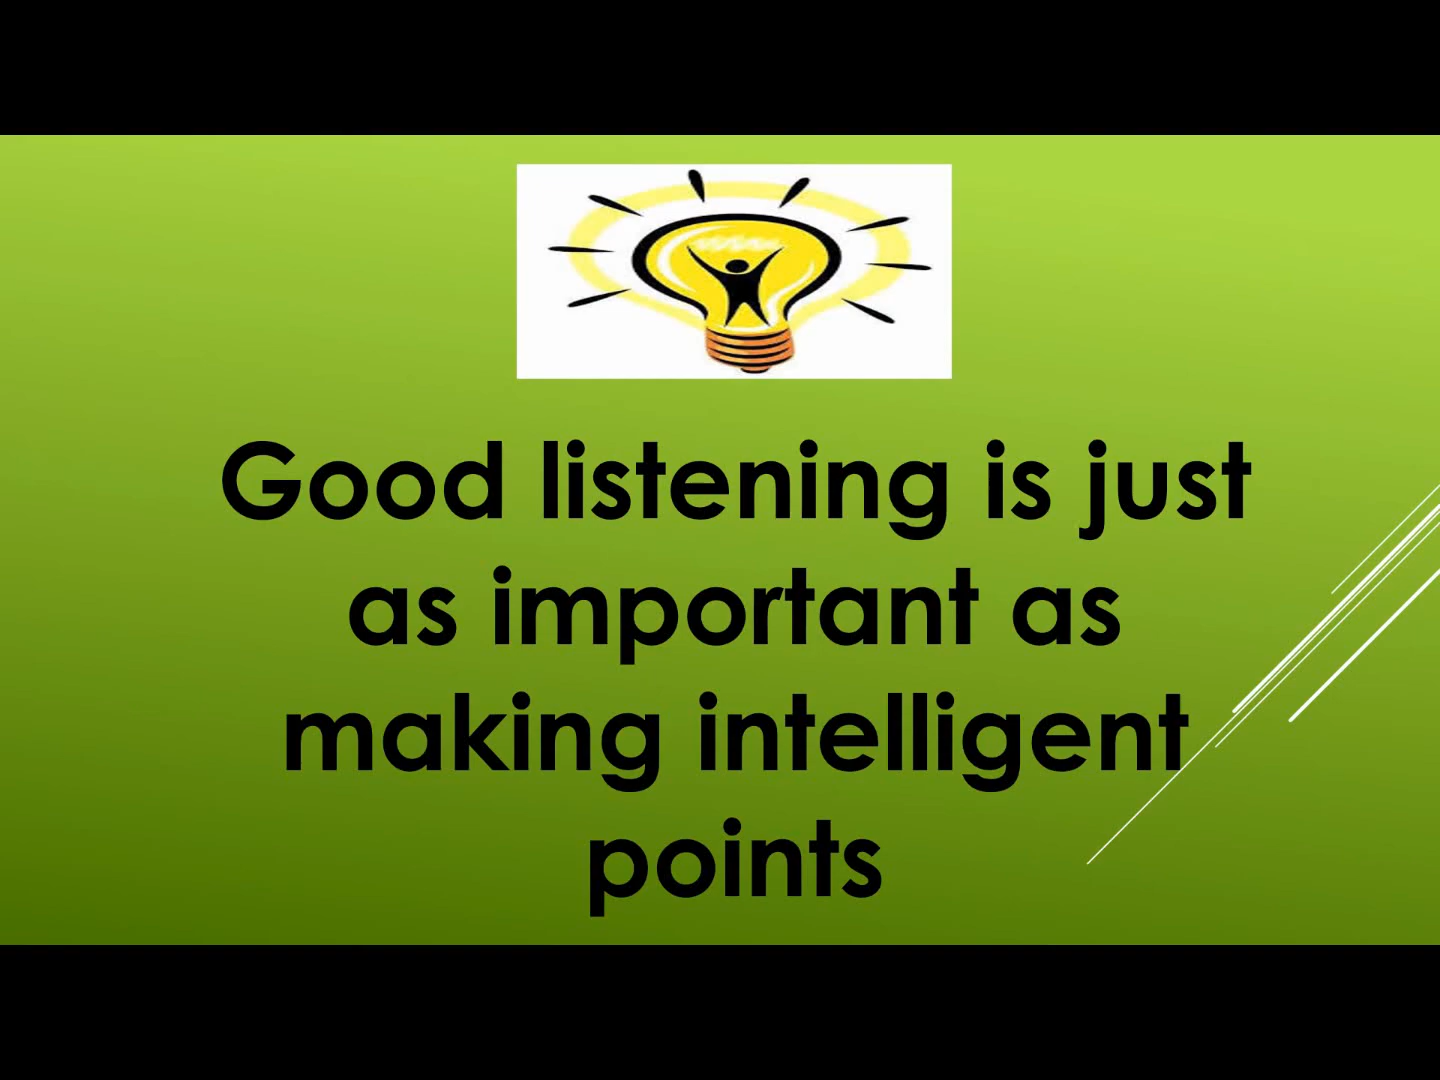 Good listening is just
as important as
making intelligent
points